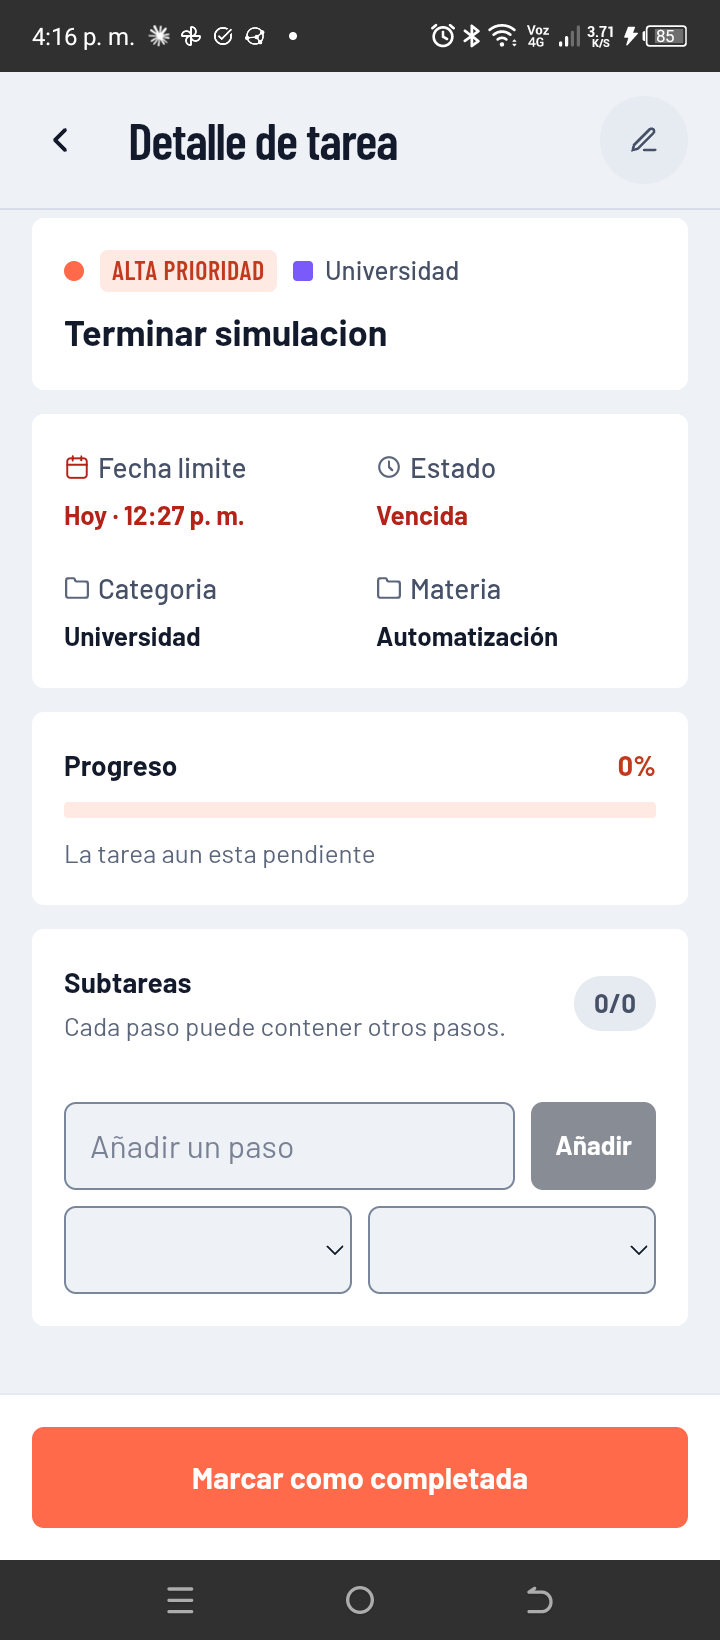 4:16 p. m.
Voz 4G 3.71 K/S 85
Detalle de tarea
ALTA PRIORIDAD Universidad
Terminar simulacion
Fecha limite Estado
Hoy · 12:27 p. m. Vencida
Categoria Materia
Universidad Automatización
Progreso 0%
La tarea aun esta pendiente
Subtareas
0/0
Cada paso puede contener otros pasos.
Añadir un paso Añadir
Marcar como completada